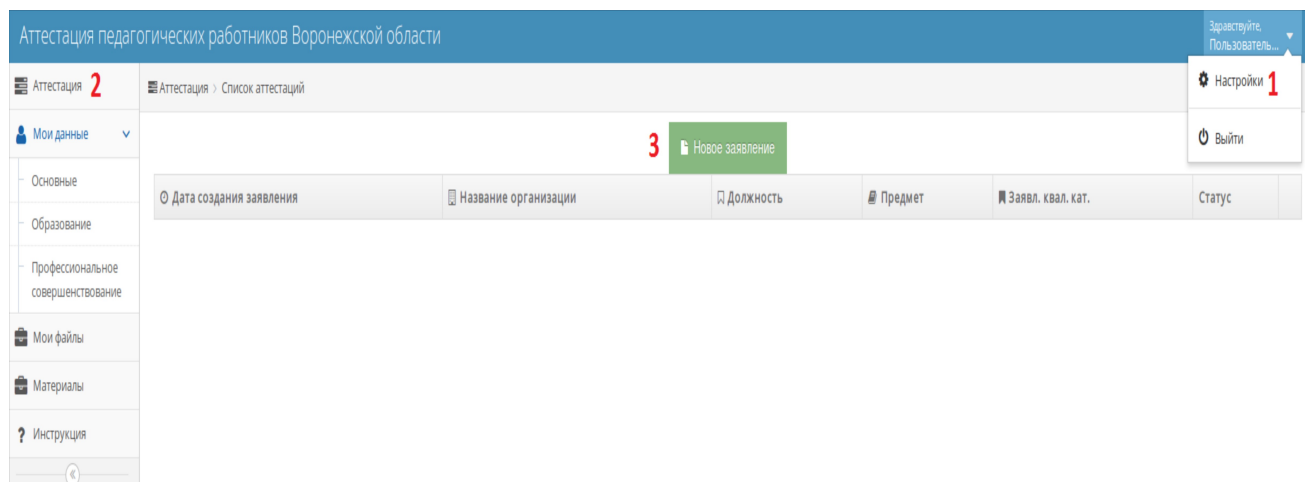 Аттестация педагогических работников Воронежской области
Здравствуйте,
Пользователь...
Аттестация 2
Аттестация > Список аттестаций
Настройки 1
Выйти
Мои данные
3 Новое заявление
Основные
Дата создания заявления Название организации Должность Предмет Заявл. квал. кат. Статус
Образование
Профессиональное
совершенствование
Мои файлы
Материалы
? Инструкция